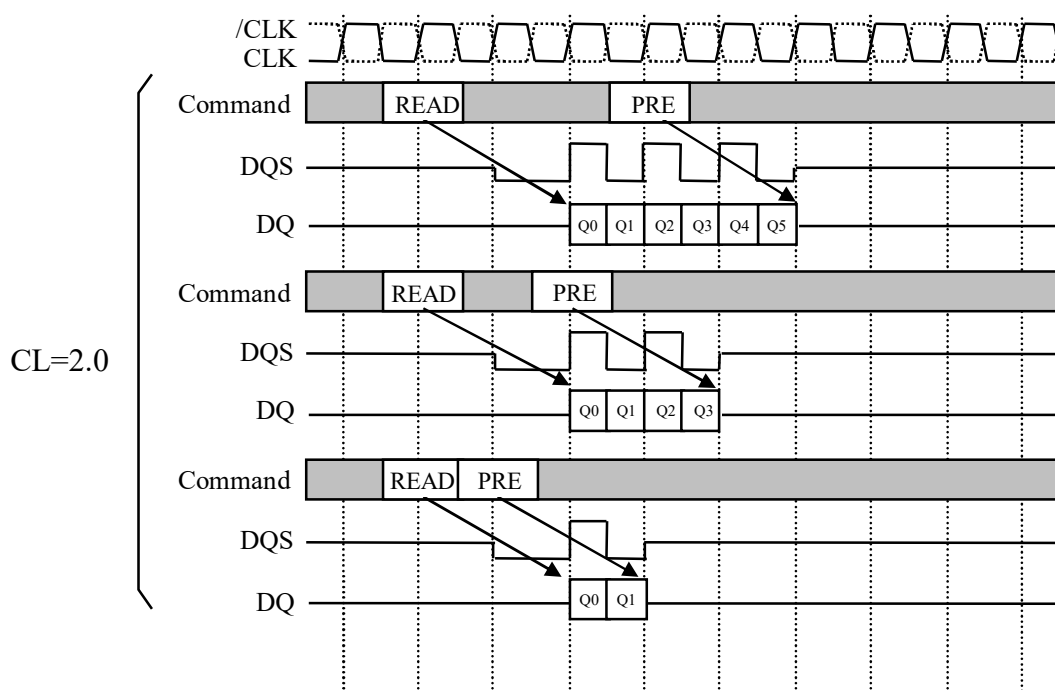 /CLK
CLK
Command READ PRE
DQS
DQ Q0 Q1 Q2 Q3 Q4 Q5
Command READ PRE
CL=2.0
DQS
DQ Q0 Q1 Q2 Q3
Command READ PRE
DQS
DQ Q0 Q1